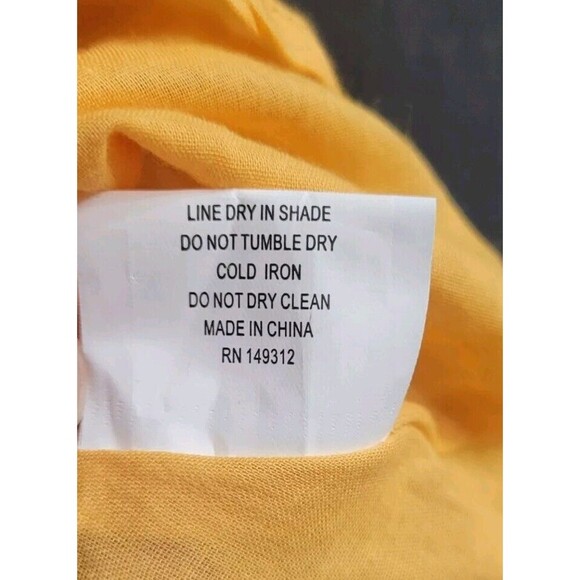 LINE DRY IN SHADE
DO NOT TUMBLE DRY
COLD IRON
DO NOT DRY CLEAN
MADE IN CHINA
RN 149312